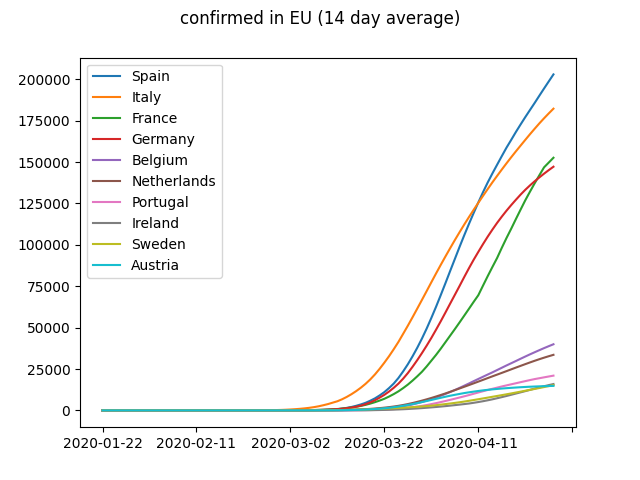 confirmed in EU (14 day average)
200000
175000
150000
125000
100000
75000
50000
25000
0
Spain
Italy
France
Germany
Belgium
Netherlands
Portugal
Ireland
Sweden
Austria
2020-01-22 2020-02-11 2020-03-02 2020-03-22 2020-04-11